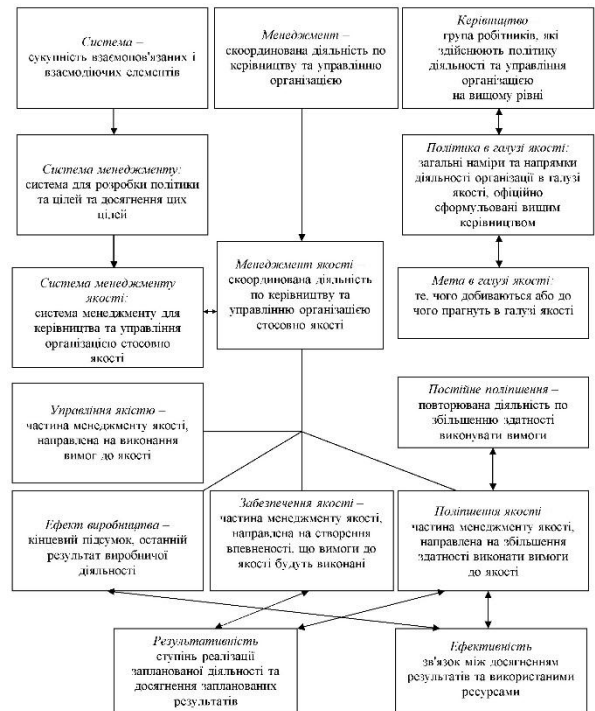 Система –
сукупність взаємопов'язаних і
взаємодіючих елементів
Менеджмент –
скоординована діяльність по
керівництву та управлінню
організацією
Керівництво
група робітників, які
здійснюють політику
діяльності та управління
організацією
на вищому рівні
Система менеджменту:
система для розробки політики
та цілей та досягнення цих
цілей
Політика в галузі якості:
загальні наміри та напрямки
діяльності організації в галузі
якості, офіційно
сформульовані вищим
керівництвом
Система менеджменту
якості:
система менеджменту для
керівництва та управління
організацією стосовно
якості
Менеджмент якості
скоординована діяльність
по керівництву та
управлінню організацією
стосовно якості
Мета в галузі якості:
те, чого добиваються або до
чого прагнуть в галузі якості
Управління якістю –
частина менеджменту якості,
направлена на виконання
вимог до якості
Постійне поліпшення –
повторювана діяльність по
збільшенню здатності
виконувати вимоги
Ефект виробництва –
кінцевий підсумок, останній
результат виробничої
діяльності
Забезпечення якості –
частина менеджменту якості,
направлена на створення
впевненості, що вимоги до
якості будуть виконані
Поліпшення якості
частина менеджменту якості,
направлена на збільшення
здатності виконати вимоги
до якості
Результативність
ступінь реалізації
запланованої діяльності та
досягнення запланованих
результатів
Ефективність
зв'язок між досягненням
результатів та використаними
ресурсами